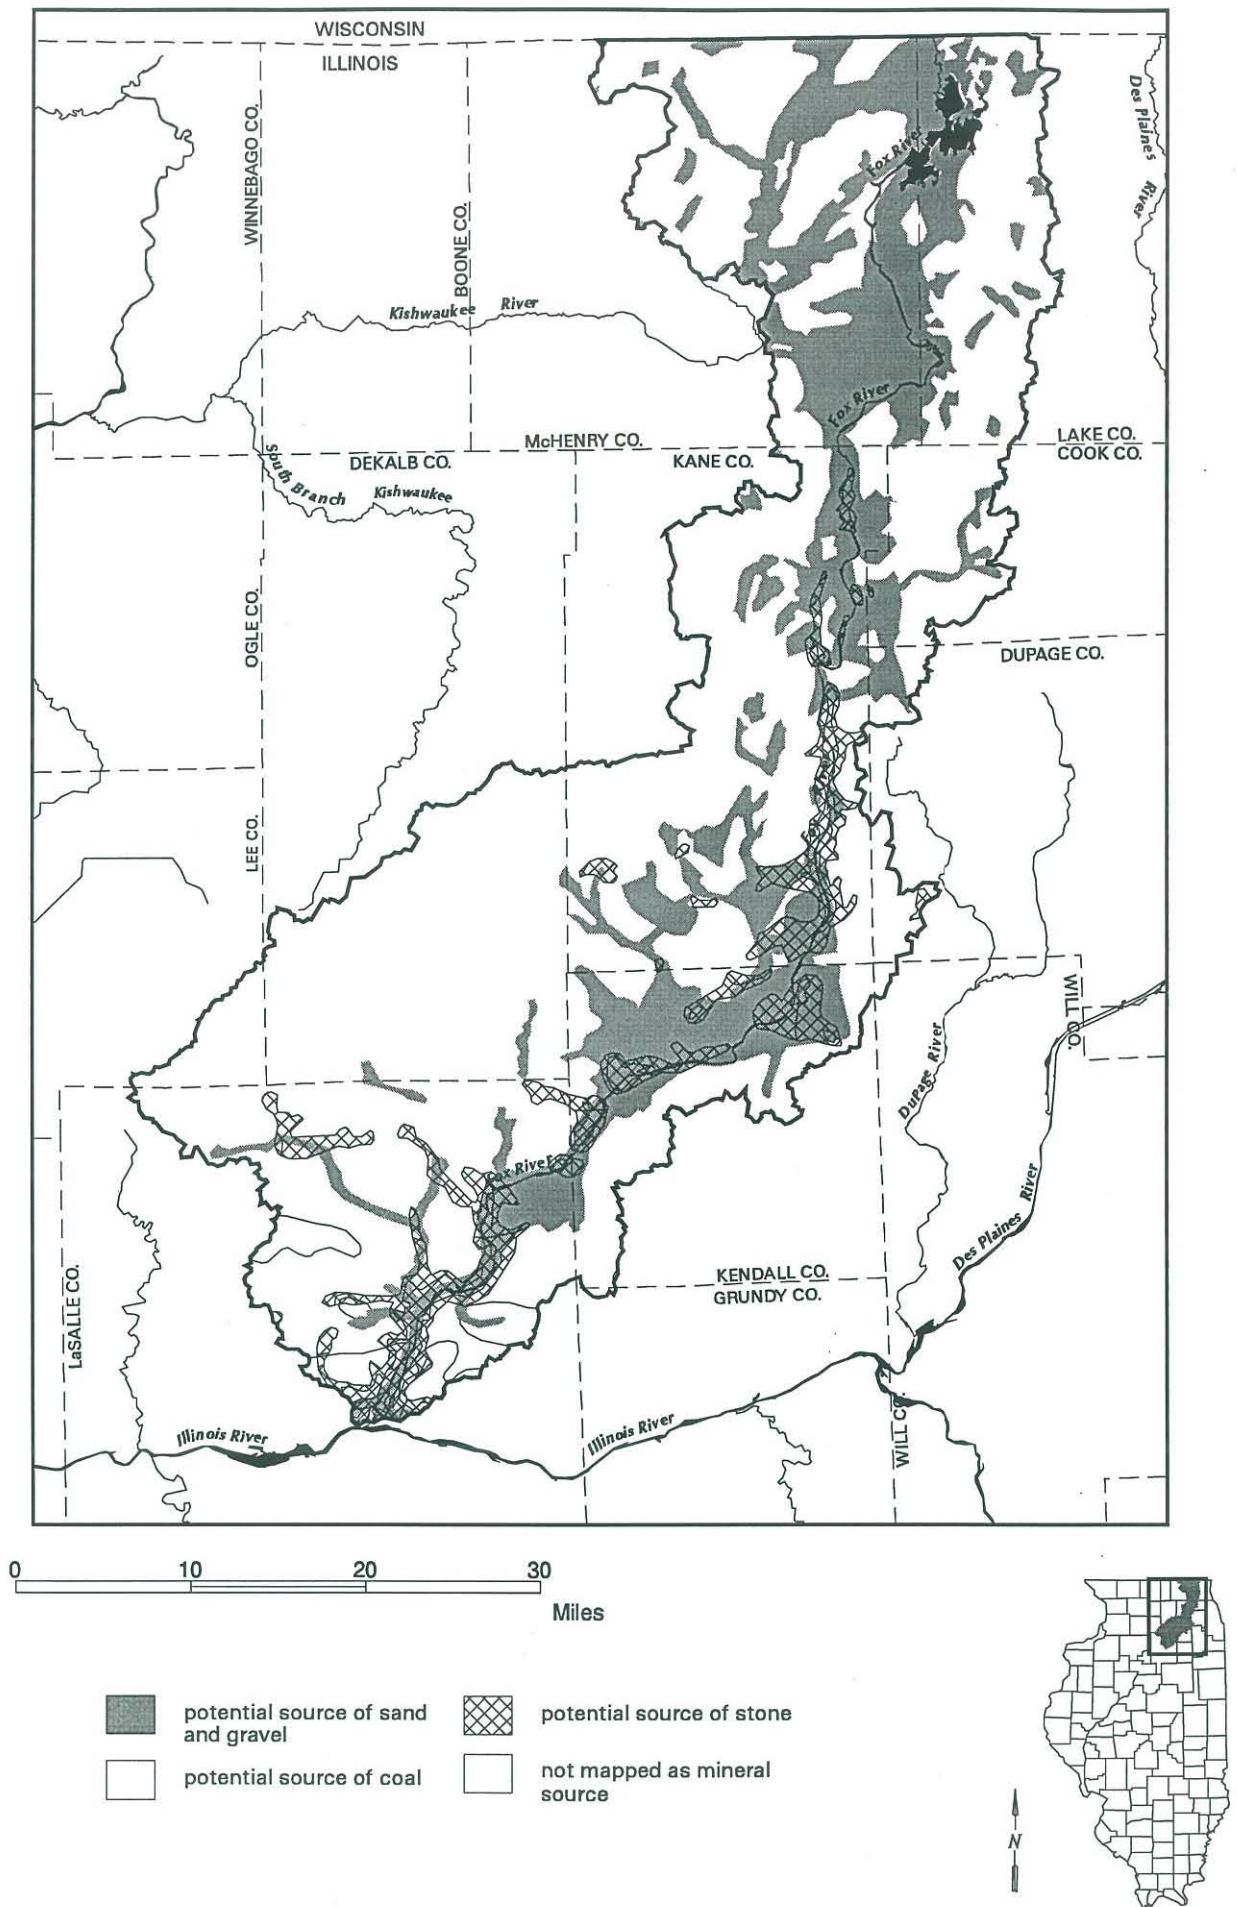 WISCONSIN
ILLINOIS
WINNEBAGO CO.
BOONE CO.
Des Plaines River
Fox River
Kishwaukee River
Fox River
McHENRY CO.
LAKE CO.
COOK CO.
DEKALB CO.
KANE CO.
South Branch Kishwaukee
OGLE CO.
DUPAGE CO.
LEE CO.
WILL CO.
DuPage River
Fox River
Des Plaines River
LaSALLE CO.
KENDALL CO.
GRUNDY CO.
Illinois River
Illinois River
WILL CO.
0 10 20 30
Miles
potential source of sand
and gravel
potential source of stone
potential source of coal
not mapped as mineral
source
N